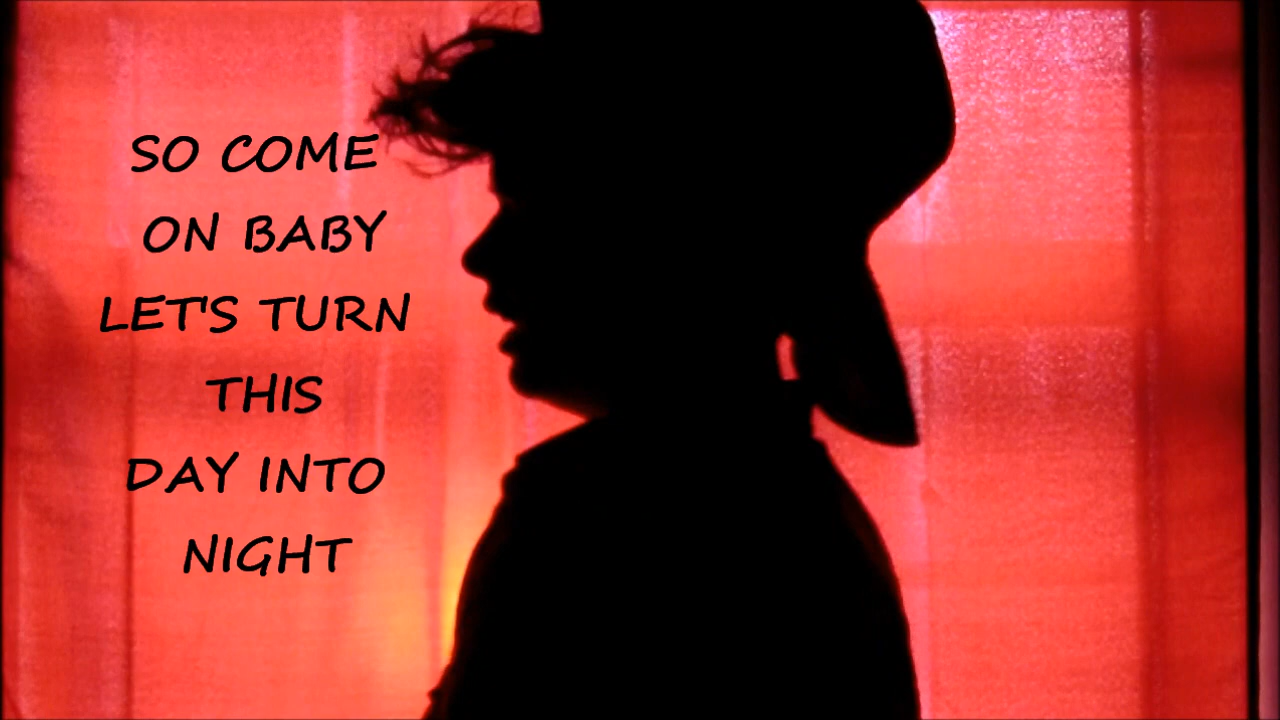 SO COME
ON BABY
LET'S TURN
THIS
DAY INTO
NIGHT